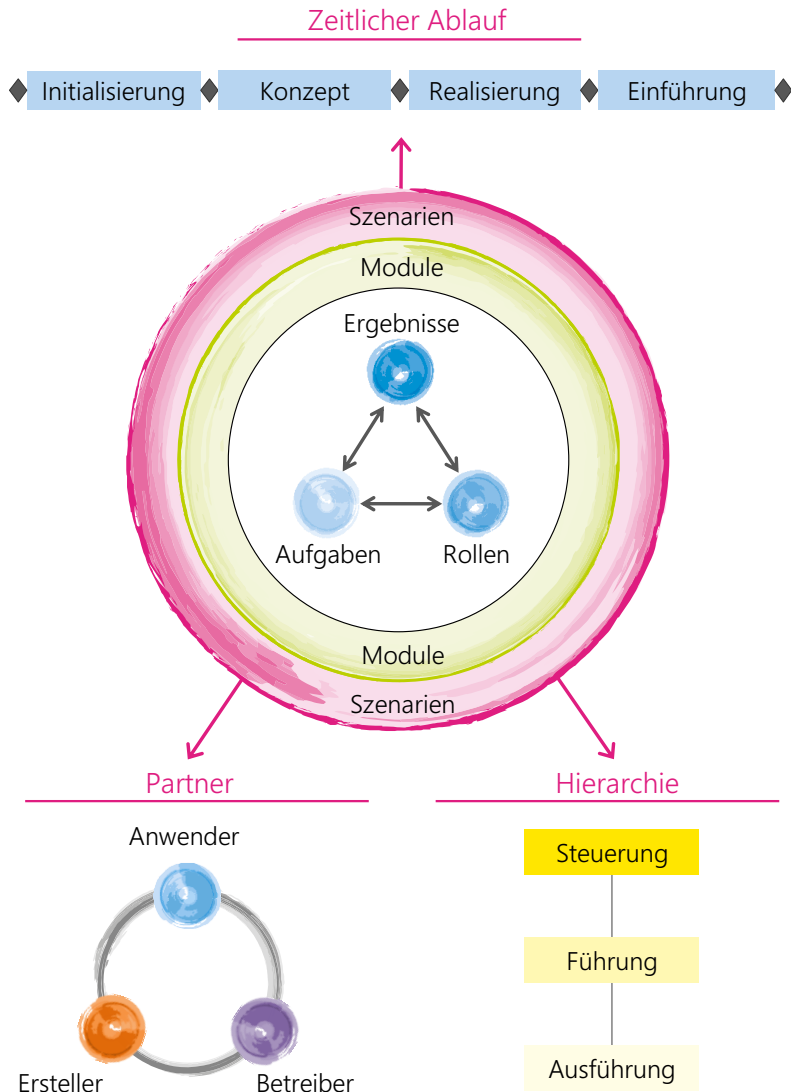 Zeitlicher Ablauf
Initialisierung
Konzept
Realisierung
Einführung
Szenarien
Module
Ergebnisse
Aufgaben
Rollen
Module
Szenarien
Partner
Anwender
Ersteller
Betreiber
Hierarchie
Steuerung
Führung
Ausführung